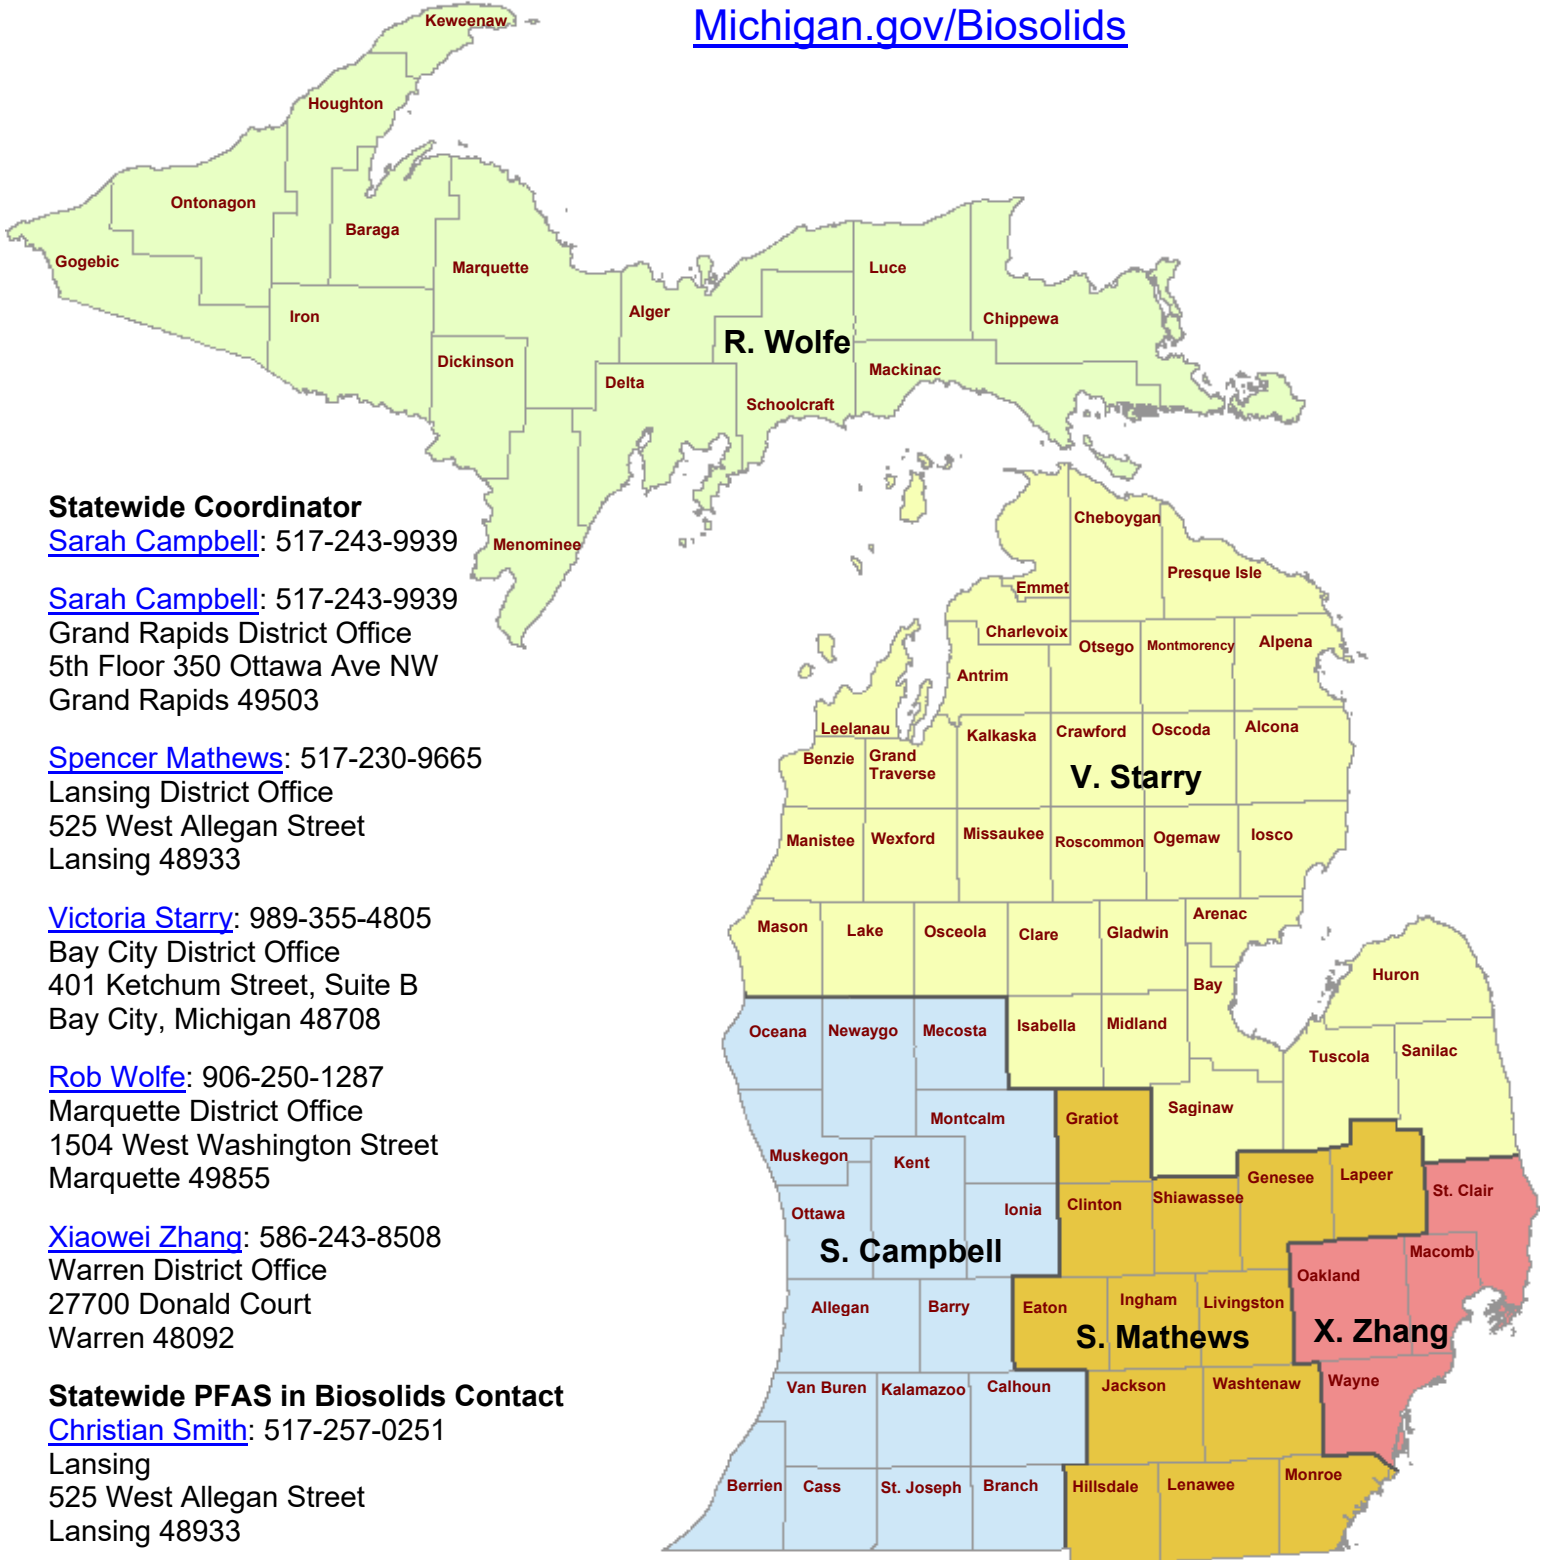 Michigan.gov/Biosolids
Keweenaw
Houghton
Ontonagon
Baraga
Gogebic
Marquette
Luce
Iron
Alger
Chippewa
R. Wolfe
Dickinson
Delta
Mackinac
Schoolcraft
Menominee
Statewide Coordinator
Sarah Campbell: 517-243-9939
Sarah Campbell: 517-243-9939
Grand Rapids District Office
5th Floor 350 Ottawa Ave NW
Grand Rapids 49503
Spencer Mathews: 517-230-9665
Lansing District Office
525 West Allegan Street
Lansing 48933
Victoria Starry: 989-355-4805
Bay City District Office
401 Ketchum Street, Suite B
Bay City, Michigan 48708
Rob Wolfe: 906-250-1287
Marquette District Office
1504 West Washington Street
Marquette 49855
Xiaowei Zhang: 586-243-8508
Warren District Office
27700 Donald Court
Warren 48092
Statewide PFAS in Biosolids Contact
Christian Smith: 517-257-0251
Lansing
525 West Allegan Street
Lansing 48933
Cheboygan
Presque Isle
Emmet
Charlevoix
Otsego
Montmorency
Alpena
Antrim
Leelanau
Kalkaska
Crawford
Oscoda
Alcona
Benzie
Grand
Traverse
V. Starry
Manistee
Wexford
Missaukee
Roscommon
Ogemaw
Iosco
Mason
Lake
Osceola
Clare
Gladwin
Arenac
Huron
Bay
Oceana
Newaygo
Mecosta
Isabella
Midland
Tuscola
Sanilac
Montcalm
Gratiot
Saginaw
Muskegon
Kent
Genesee
Lapeer
St. Clair
Ottawa
Ionia
Clinton
Shiawassee
S. Campbell
Macomb
Oakland
Allegan
Barry
Eaton
Ingham
Livingston
S. Mathews
X. Zhang
Van Buren
Kalamazoo
Calhoun
Jackson
Washtenaw
Wayne
Berrien
Cass
St. Joseph
Branch
Hillsdale
Lenawee
Monroe